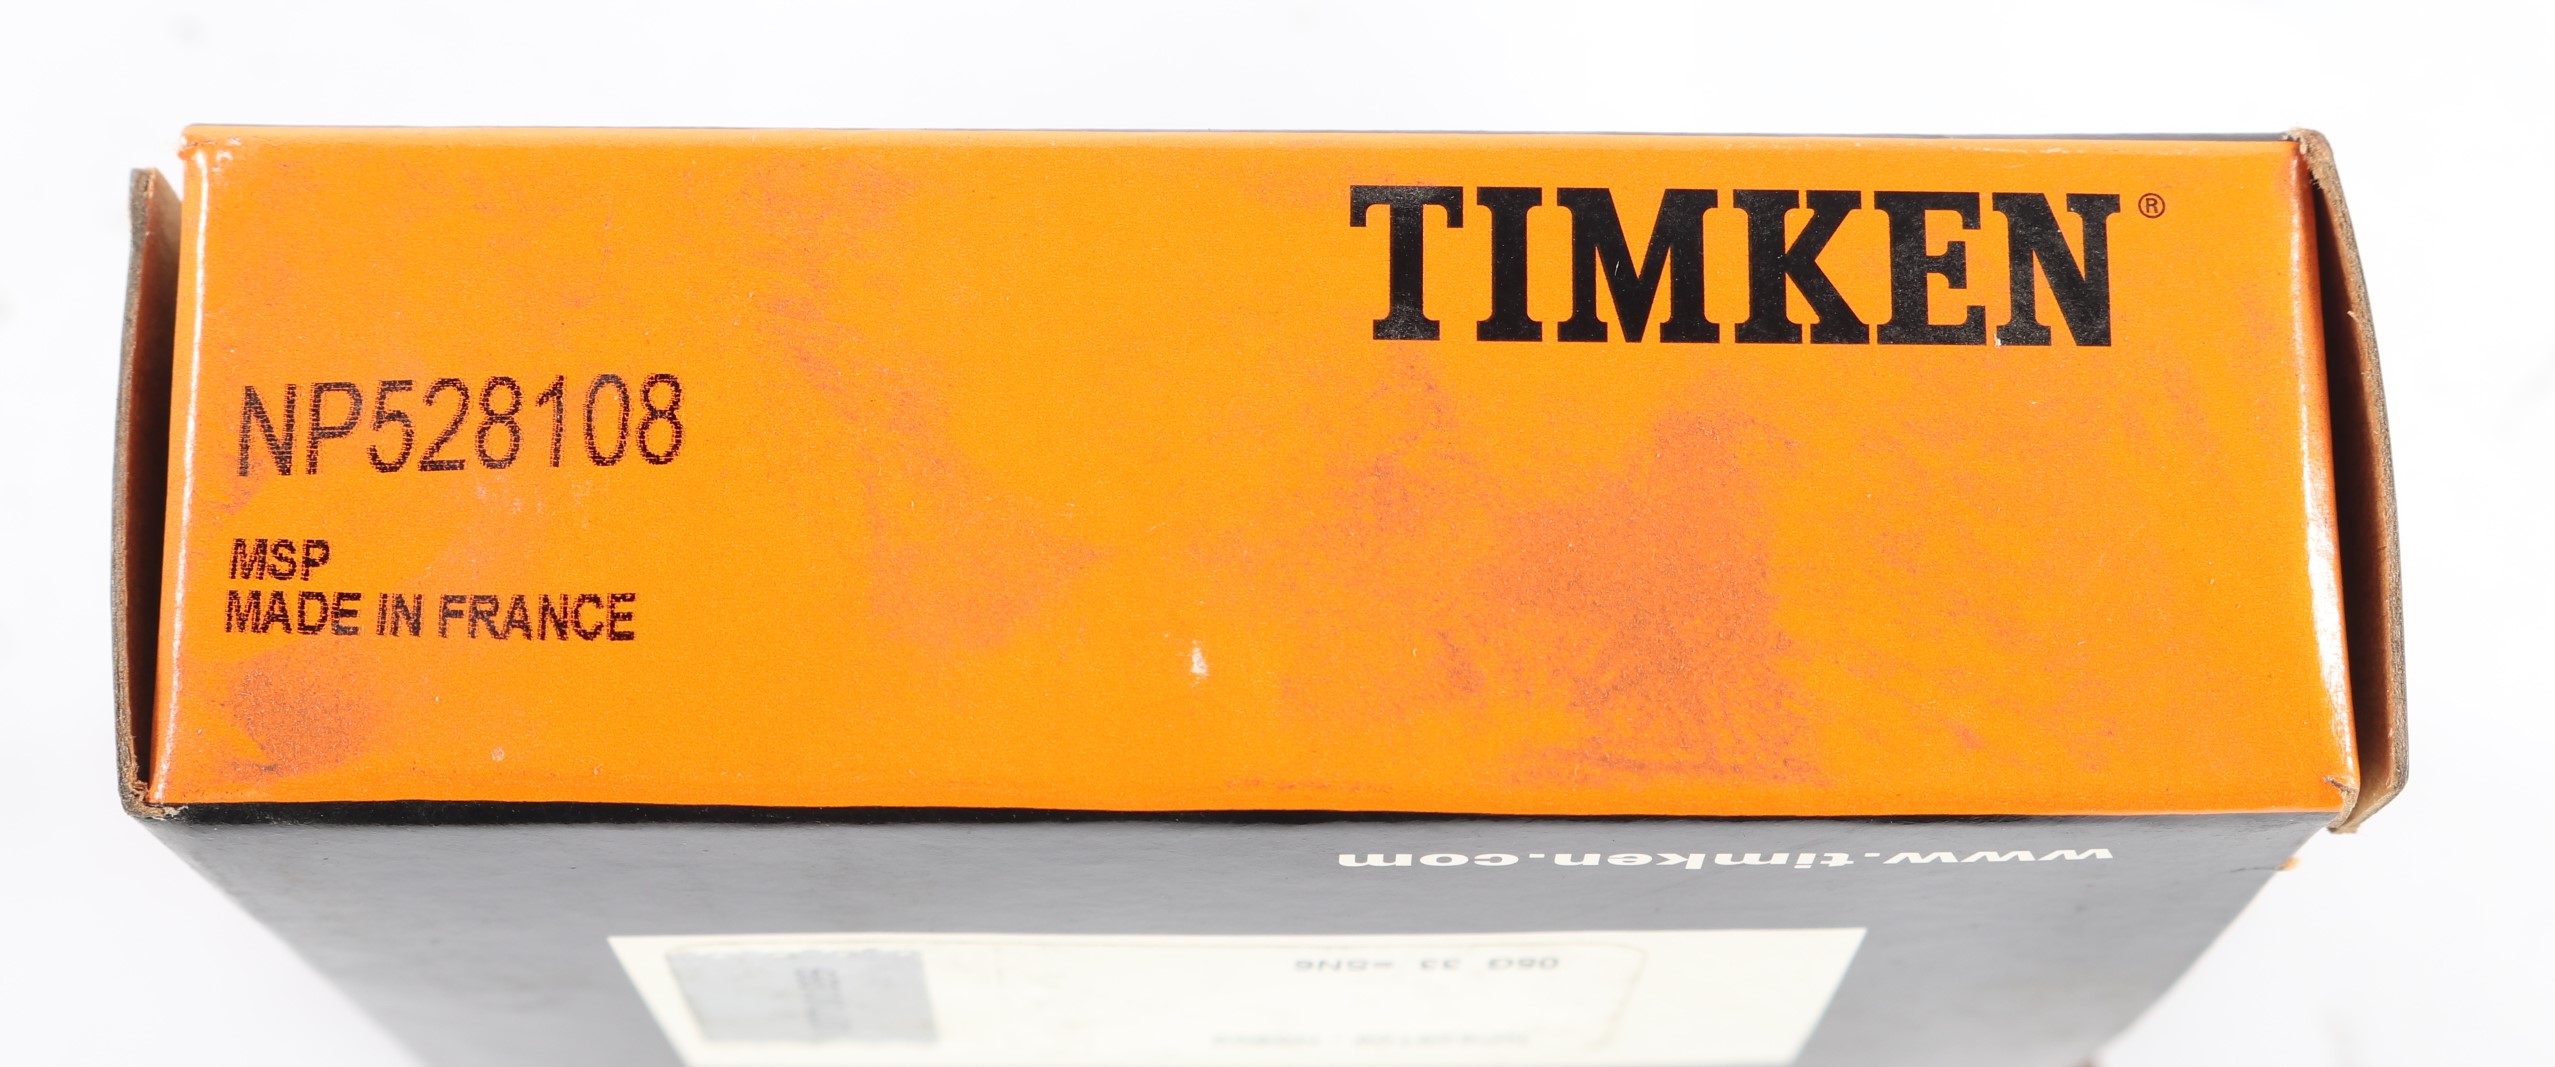 TIMKEN®
NP528108
MSP
MADE IN FRANCE
www.timken.com